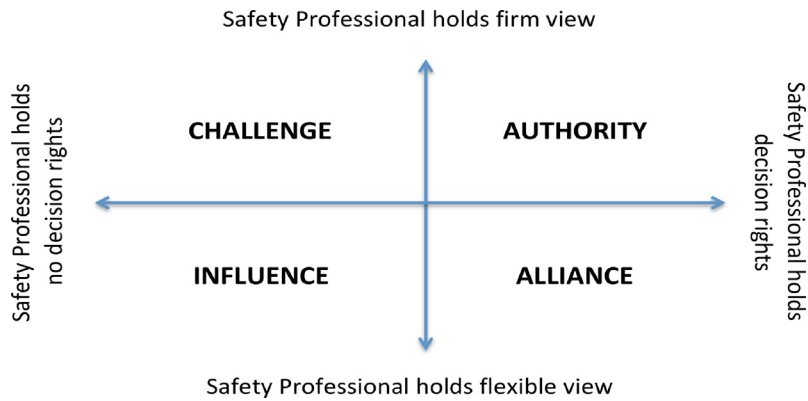 Safety Professional holds firm view
Safety Professional holds
no decision rights
CHALLENGE
AUTHORITY
Safety Professional holds
decision rights
INFLUENCE
ALLIANCE
Safety Professional holds flexible view